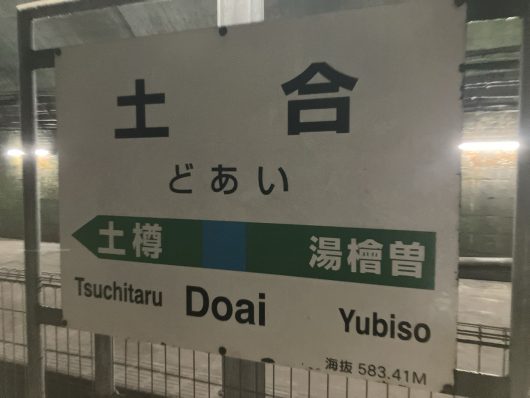 土合
どあい
土樽 湯檜曽
Tsuchitaru Doai Yubiso
海抜 583.41M